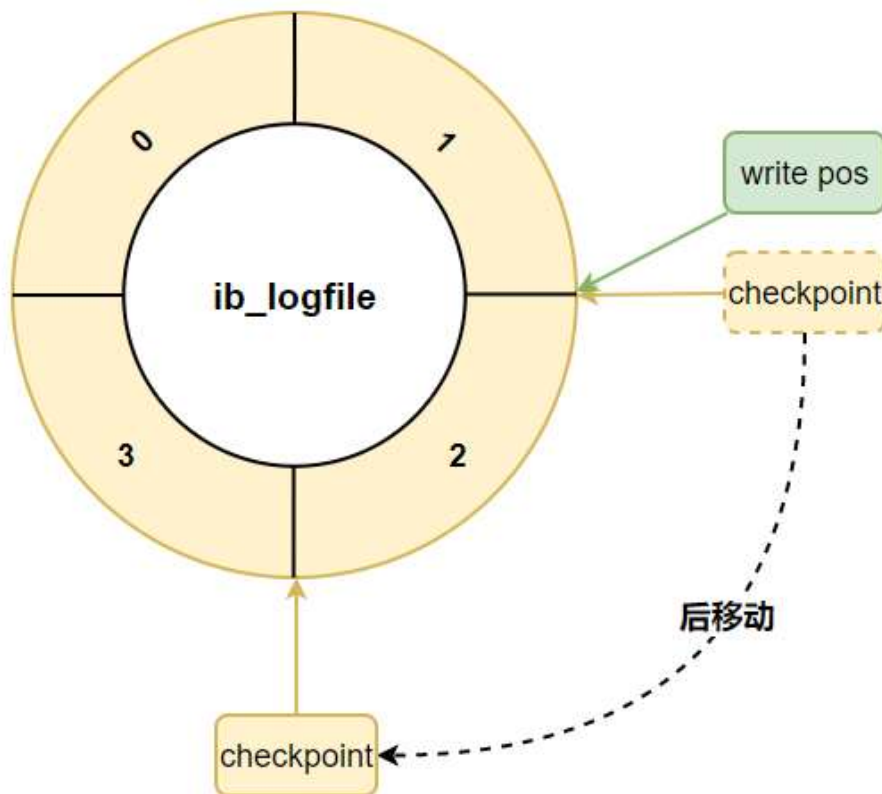 0
1
write pos
checkpoint
ib_logfile
3
2
后移动
checkpoint